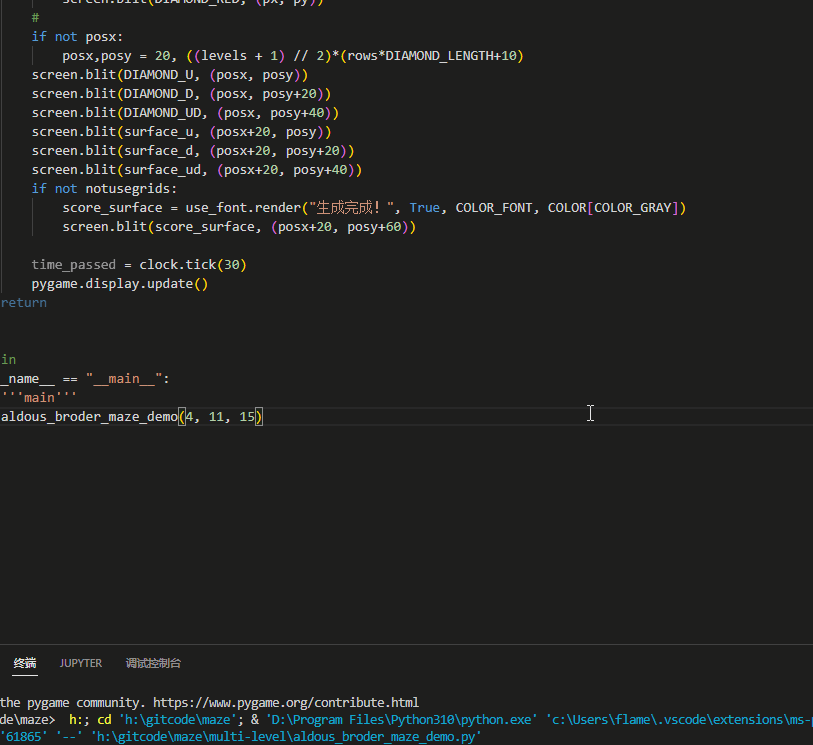 screen.blit(DIAMOND_RED, (px, py))
#
if not posx:
posx,posy = 20, ((levels + 1) // 2)*(rows*DIAMOND_LENGTH+10)
screen.blit(DIAMOND_U, (posx, posy))
screen.blit(DIAMOND_D, (posx, posy+20))
screen.blit(DIAMOND_UD, (posx, posy+40))
screen.blit(surface_u, (posx+20, posy))
screen.blit(surface_d, (posx+20, posy+20))
screen.blit(surface_ud, (posx+20, posy+40))
if not notusegrids:
score_surface = use_font.render("生成完成！", True, COLOR_FONT, COLOR[COLOR_GRAY])
screen.blit(score_surface, (posx+20, posy+60))
time_passed = clock.tick(30)
pygame.display.update()
return
in
_name__ == "__main__":
'''main'''
aldous_broder_maze_demo(4, 11, 15)
终端 JUPYTER 调试控制台
the pygame community. https://www.pygame.org/contribute.html
de\maze> h:; cd 'h:\gitcode\maze'; & 'D:\Program Files\Python310\python.exe' 'c:\Users\flame\.vscode\extensions\ms-p
'61865' '--' 'h:\gitcode\maze\multi-level\aldous_broder_maze_demo.py'